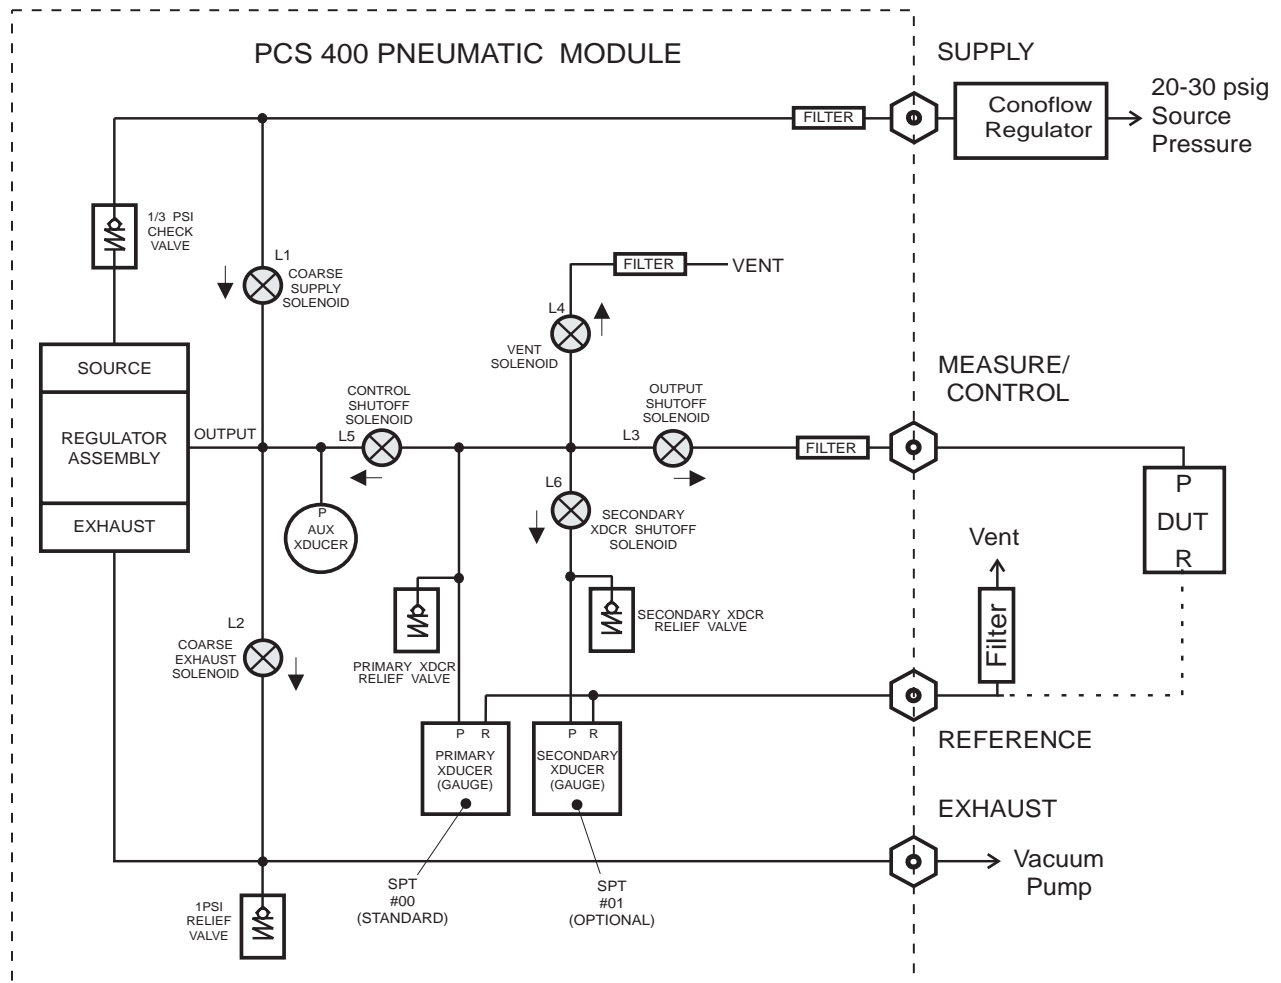 PCS 400 PNEUMATIC MODULE
SUPPLY
FILTER
Conoflow
Regulator
20-30 psig
Source
Pressure
1/3 PSI
CHECK
VALVE
L1
COARSE
SUPPLY
SOLENOID
FILTER
VENT
L4
VENT
SOLENOID
SOURCE
REGULATOR
ASSEMBLY
EXHAUST
OUTPUT
CONTROL
SHUTOFF
SOLENOID
L5
OUTPUT
SHUTOFF
SOLENOID
L3
FILTER
MEASURE/
CONTROL
P
DUT
R
P
AUX
XDUCER
L6
SECONDARY
XDCR SHUTOFF
SOLENOID
Vent
Filter
L2
COARSE
EXHAUST
SOLENOID
PRIMARY XDCR
RELIEF VALVE
SECONDARY XDCR
RELIEF VALVE
REFERENCE
P R
PRIMARY
XDUCER
(GAUGE)
P R
SECONDARY
XDUCER
(GAUGE)
EXHAUST
Vacuum
Pump
SPT
#00
(STANDARD)
SPT
#01
(OPTIONAL)
1PSI
RELIEF
VALVE